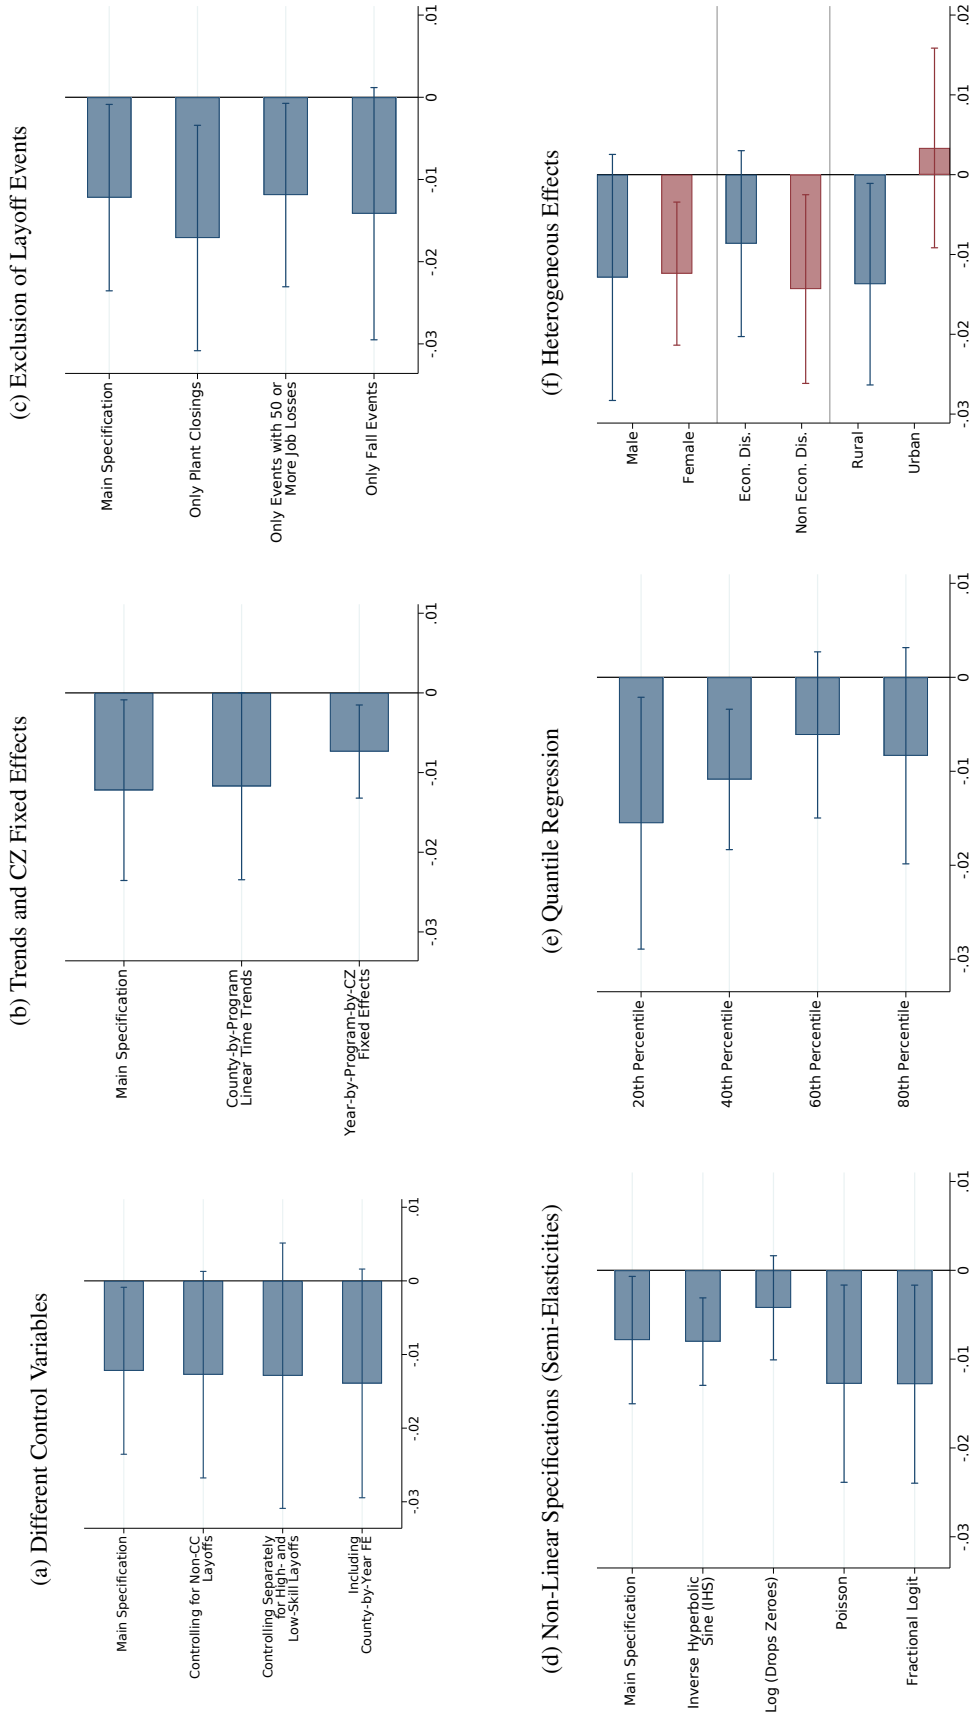 (a) Different Control Variables
Main Specification
Controlling for Non-CC
Layoffs
Controlling Separately
for High- and
Low-Skill Layoffs
Including
County-by-Year FE
-.03
-.02
-.01
0
.01
(b) Trends and CZ Fixed Effects
Main Specification
County-by-Program
Linear Time Trends
Year-by-Program-by-CZ
Fixed Effects
-.03
-.02
-.01
0
.01
(c) Exclusion of Layoff Events
Main Specification
Only Plant Closings
Only Events with 50 or
More Job Losses
Only Fall Events
-.03
-.02
-.01
0
.01
(d) Non-Linear Specifications (Semi-Elasticities)
Main Specification
Inverse Hyperbolic
Sine (IHS)
Log (Drops Zeroes)
Poisson
Fractional Logit
-.03
-.02
-.01
0
.01
(e) Quantile Regression
20th Percentile
40th Percentile
60th Percentile
80th Percentile
-.03
-.02
-.01
0
.01
(f) Heterogeneous Effects
Male
Female
Econ. Dis.
Non Econ. Dis.
Rural
Urban
-.03
-.02
-.01
0
.01
.02